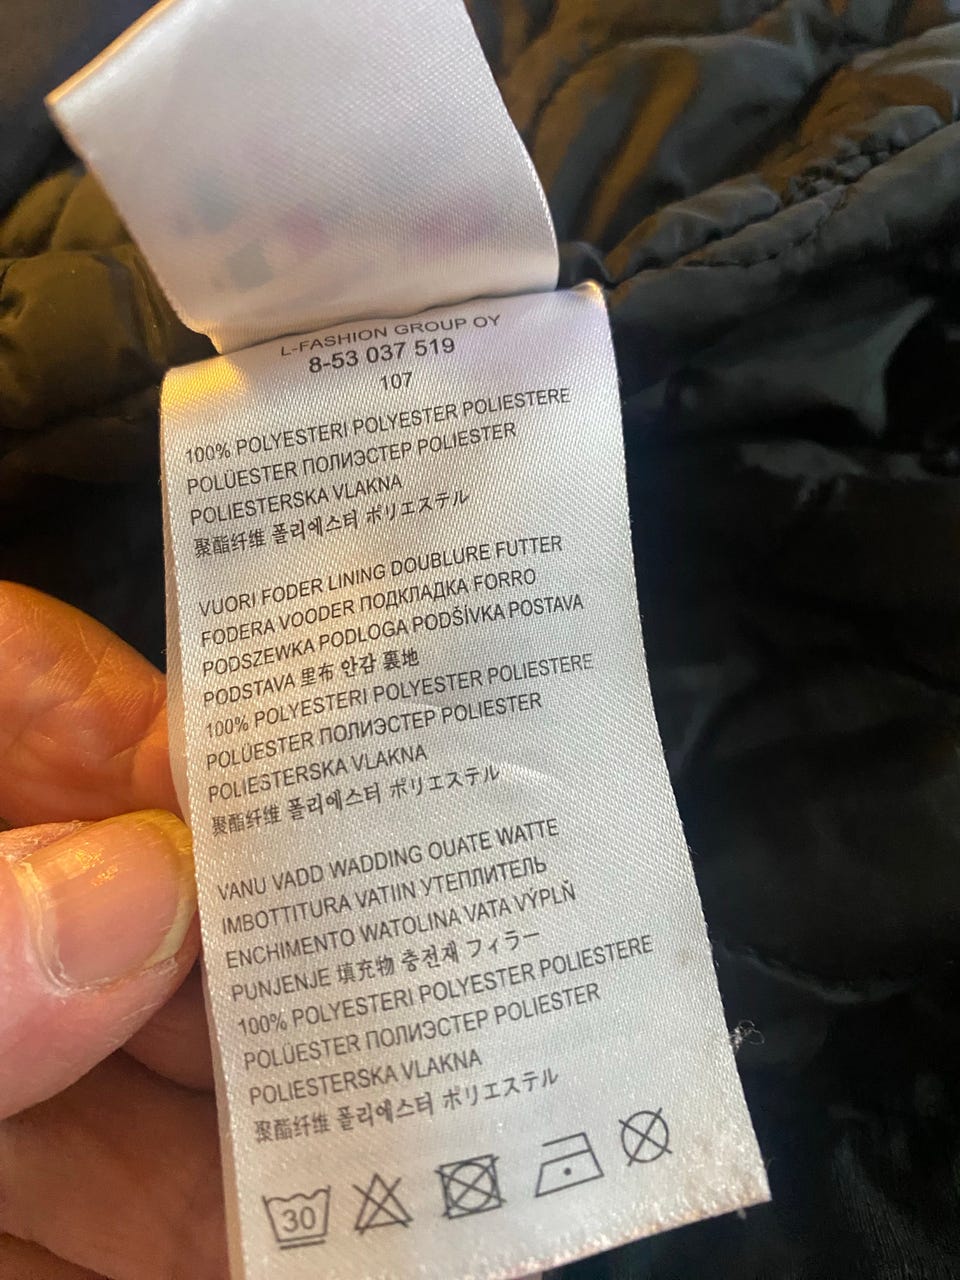 L-FASHION GROUP OY
8-53 037 519
107
100% POLYESTERI POLYESTER POLIESTERE
POLÜESTER ПОЛИЭСТЕР POLIESTER
POLIESTERSKA VLAKNA
聚酯纤维 폴리에스터 ポリエステル
VUORI FODER LINING DOUBLURE FUTTER
FODERA VOODER ПОДКЛАДКА FORRO
PODSZEWKA PODLOGA PODŠÍVKA POSTAVA
PODSTAVA 里布 안감 裏地
100% POLYESTERI POLYESTER POLIESTERE
POLÜESTER ПОЛИЭСТЕР POLIESTER
POLIESTERSKA VLAKNA
聚酯纤维 폴리에스터 ポリエステル
VANU VADD WADDING OUATE WATTE
IMBOTTITURA VATIIN УТЕПЛИТЕЛЬ
ENCHIMENTO WATOLINA VATA VÝPLŇ
PUNJENJE 填充物 충전재 フィラー
100% POLYESTERI POLYESTER POLIESTERE
POLÜESTER ПОЛИЭСТЕР POLIESTER
POLIESTERSKA VLAKNA
聚酯纤维 폴리에스터 ポリエステル
30